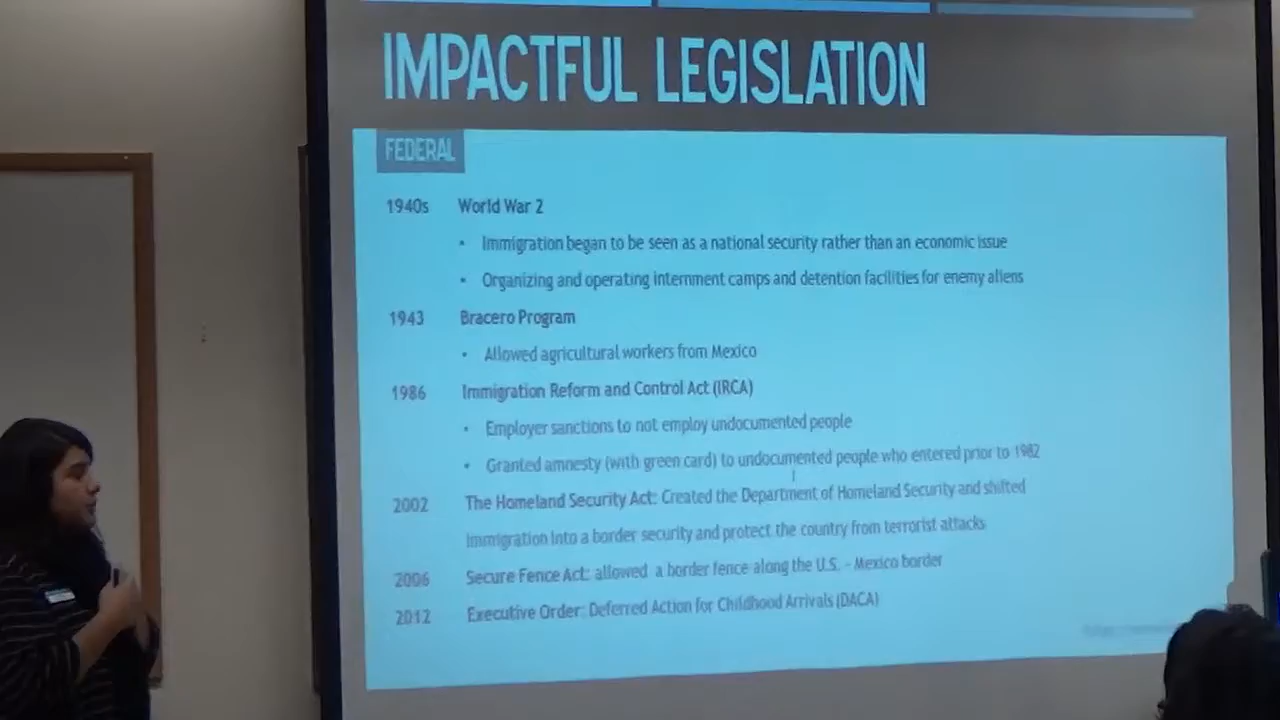 IMPACTFUL LEGISLATION
FEDERAL
1940s World War 2
• Immigration began to be seen as a national security rather than an economic issue
• Organizing and operating internment camps and detention facilities for enemy aliens
1943 Bracero Program
• Allowed agricultural workers from Mexico
1986 Immigration Reform and Control Act (IRCA)
• Employer sanctions to not employ undocumented people
• Granted amnesty (with green card) to undocumented people who entered prior to 1982
2002 The Homeland Security Act: Created the Department of Homeland Security and shifted
immigration into a border security and protect the country from terrorist attacks
2006 Secure Fence Act: allowed a border fence along the U.S. - Mexico border
2012 Executive Order: Deferred Action for Childhood Arrivals (DACA)